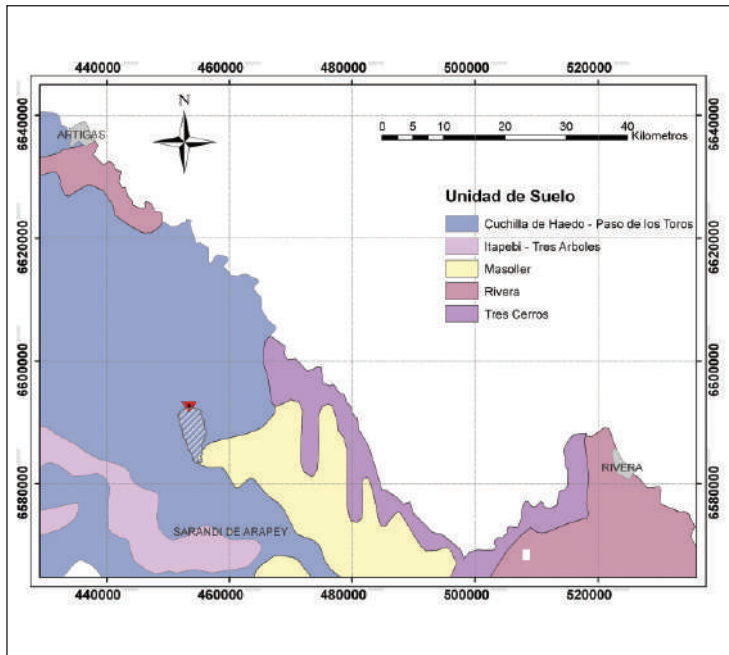 440000 460000 480000 500000 520000
6640000 6640000
6620000 6620000
6600000 6600000
6580000 6580000
ARTIGAS
N
0 5 10 20 30 40
Kilometros
Unidad de Suelo
Cuchilla de Haedo - Paso de los Toros
Itapebi - Tres Arboles
Masoller
Rivera
Tres Cerros
RIVERA
SARANDI DE ARAPEY
440000 460000 480000 500000 520000